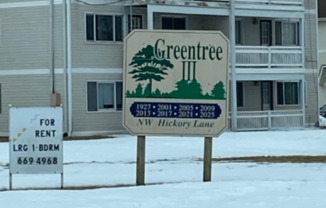 Greentree
III
1927 · 2001 · 2005 · 2009
2013 · 2017 · 2021 · 2025
NW Hickory Lane
FOR
RENT
LRG 1-BDRM
669-4968